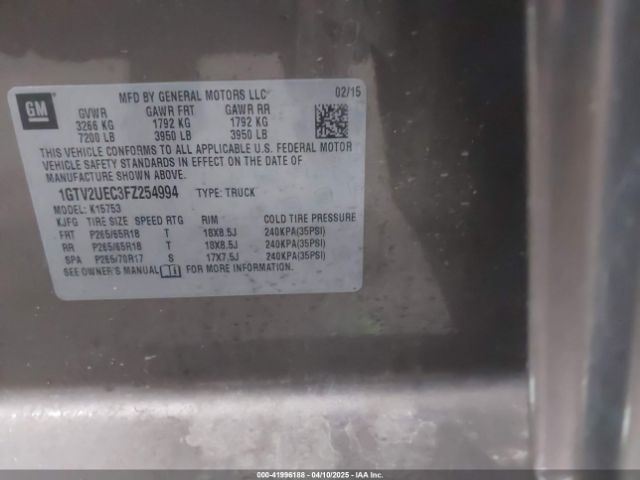 GM
MFD BY GENERAL MOTORS LLC 02/15
GVWR GAWR FRT GAWR RR
3266 KG 1792 KG 1792 KG
7200 LB 3950 LB 3950 LB
THIS VEHICLE CONFORMS TO ALL APPLICABLE U.S. FEDERAL MOTOR
VEHICLE SAFETY STANDARDS IN EFFECT ON THE DATE OF
MANUFACTURE SHOWN ABOVE.
1GTV2UEC3FZ254994 TYPE: TRUCK
MODEL: K15753
KJFG TIRE SIZE SPEED RTG RIM COLD TIRE PRESSURE
FRT P265/65R18 T 18X8.5J 240KPA(35PSI)
RR P265/65R18 T 18X8.5J 240KPA(35PSI)
SPA P265/70R17 S 17X7.5J 240KPA(35PSI)
SEE OWNER'S MANUAL FOR MORE INFORMATION.
000-41996188 - 04/10/2025 - IAAI, Inc.